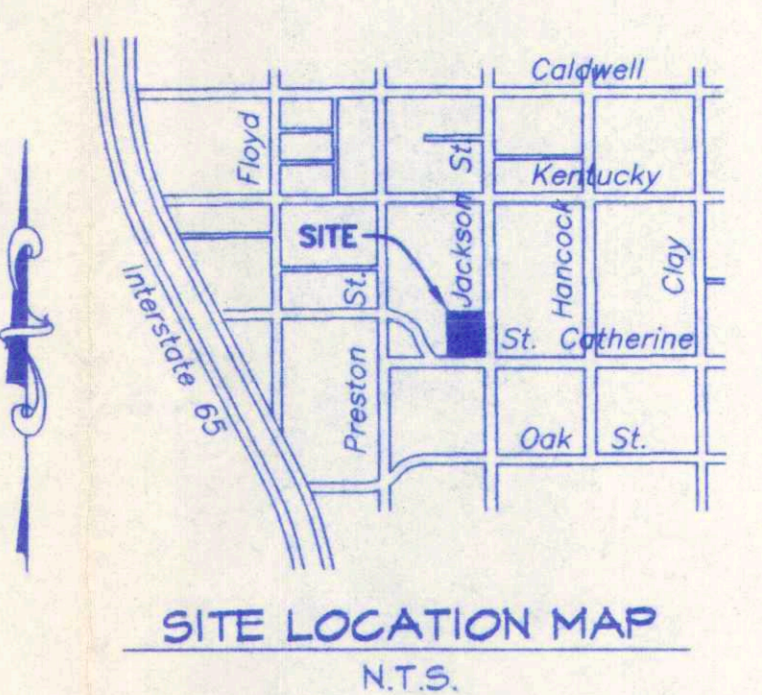 Caldwell
Floyd
Jackson St.
Kentucky
SITE
Hancock
Clay
Interstate 65
Preston St.
St. Catherine
Oak St.
SITE LOCATION MAP
N.T.S.